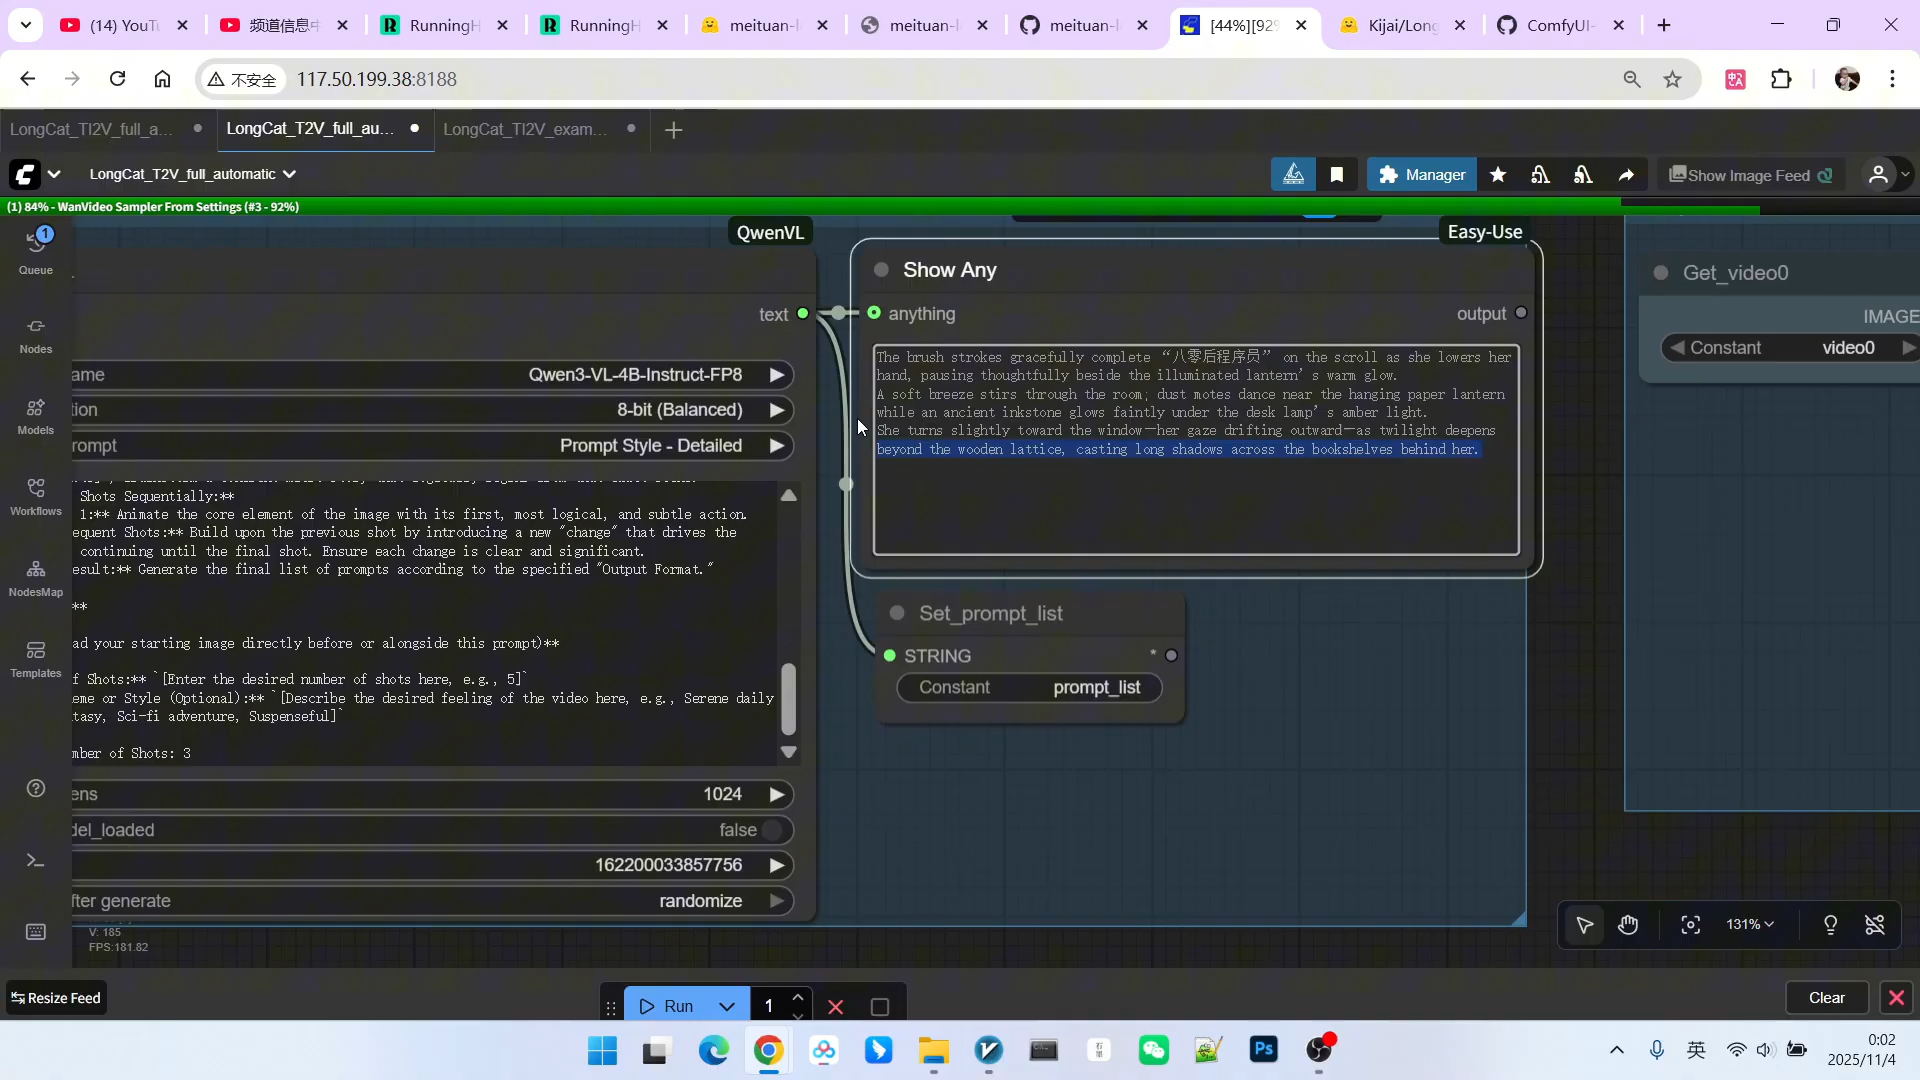 (14) YouTu
频道信息中
RunningH
RunningH
meituan-l
meituan-l
meituan-l
[44%][92%
Kijai/Long
ComfyUI-
不安全
117.50.199.38:8188
LongCat_TI2V_full_a...
LongCat_T2V_full_au...
LongCat_TI2V_exam...
LongCat_T2V_full_automatic
Manager
Show Image Feed
(1) 84% - WanVideo Sampler From Settings (#3 - 92%)
1
Queue
Nodes
Models
Workflows
NodesMap
Templates
QwenVL
text
ame
Qwen3-VL-4B-Instruct-FP8
tion
8-bit (Balanced)
rompt
Prompt Style - Detailed
Shots Sequentially:**
1:** Animate the core element of the image with its first, most logical, and subtle action.
equent Shots:** Build upon the previous shot by introducing a new "change" that drives the
continuing until the final shot. Ensure each change is clear and significant.
esult:** Generate the final list of prompts according to the specified "Output Format."
**
ad your starting image directly before or alongside this prompt)**
f Shots:** `[Enter the desired number of shots here, e.g., 5]`
eme or Style (Optional):** `[Describe the desired feeling of the video here, e.g., Serene daily
tasy, Sci-fi adventure, Suspenseful]`
mber of Shots: 3
ens
1024
del_loaded
false
162200033857756
fter generate
randomize
V: 185
FPS:181.82
Easy-Use
Show Any
anything
output
The brush strokes gracefully complete “八零后程序员” on the scroll as she lowers her
hand, pausing thoughtfully beside the illuminated lantern’s warm glow.
A soft breeze stirs through the room; dust motes dance near the hanging paper lantern
while an ancient inkstone glows faintly under the desk lamp’s amber light.
She turns slightly toward the window—her gaze drifting outward—as twilight deepens
beyond the wooden lattice, casting long shadows across the bookshelves behind her.
Set_prompt_list
STRING
*
Constant
prompt_list
Get_video0
IMAGE
Constant
video0
131%
Resize Feed
Run
1
Clear
石墨
Ps
英
0:02
2025/11/4